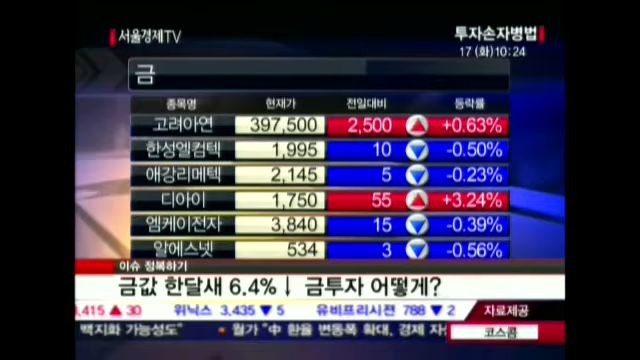 서울경제TV
투자손자병법
17 (화)10:24
금
종목명 현재가 전일대비 등락률
고려아연 397,500 2,500 ▲ +0.63%
한성엘컴텍 1,995 10 ▼ -0.50%
애강리메텍 2,145 5 ▼ -0.23%
디아이 1,750 55 ▲ +3.24%
엠케이전자 3,840 15 ▼ -0.39%
알에스넷 534 3 ▼ -0.56%
이슈 정복하기
금값 한달새 6.4%↓ 금투자 어떻게?
,415 ▲ 30 위닉스 3,435 ▼ 5 유비프리시젼 788 ▼ 2 자료제공
백지화 가능성도" 월가 "中 환율 변동폭 확대, 경제 자 코스콤